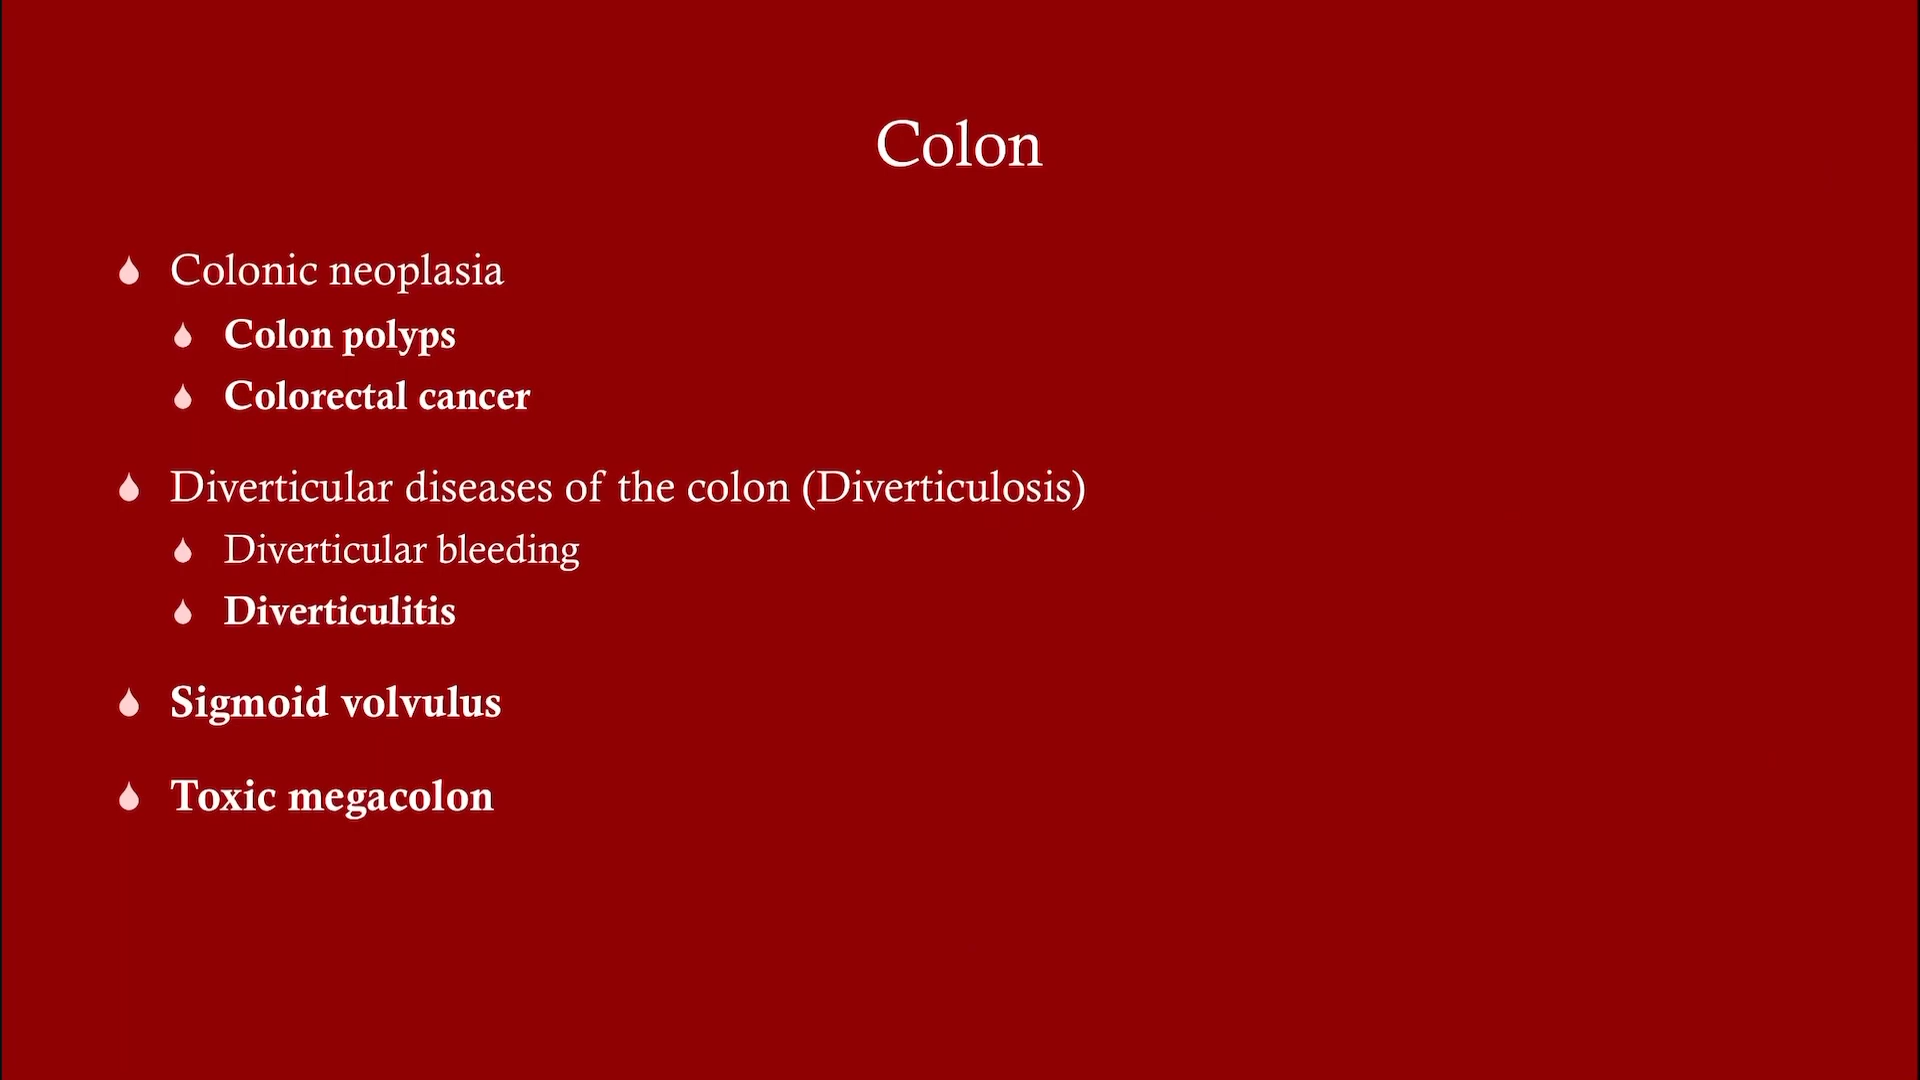 Colon
Colonic neoplasia
Colon polyps
Colorectal cancer
Diverticular diseases of the colon (Diverticulosis)
Diverticular bleeding
Diverticulitis
Sigmoid volvulus
Toxic megacolon